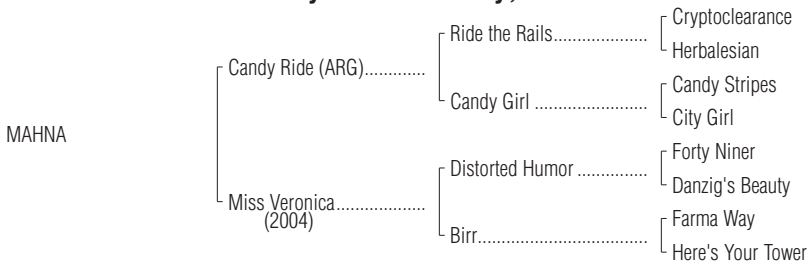 Cryptoclearance
Ride the Rails
Herbalesian
Candy Ride (ARG)
Candy Stripes
Candy Girl
City Girl
MAHNA
Forty Niner
Distorted Humor
Danzig's Beauty
Miss Veronica
(2004)
Farma Way
Birr
Here's Your Tower